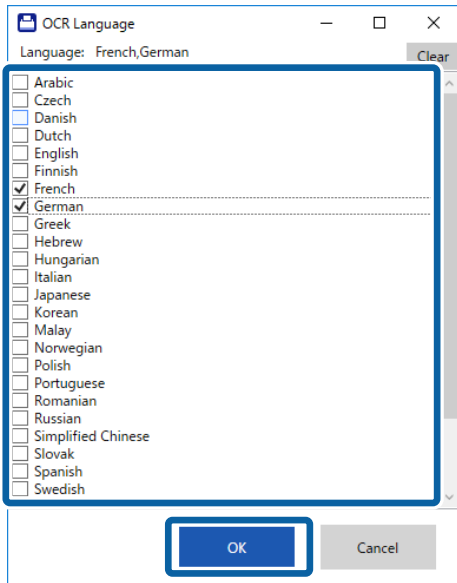 OCR Language
Language: French,German
Clear
Arabic
Czech
Danish
Dutch
English
Finnish
French
German
Greek
Hebrew
Hungarian
Italian
Japanese
Korean
Malay
Norwegian
Polish
Portuguese
Romanian
Russian
Simplified Chinese
Slovak
Spanish
Swedish
OK Cancel